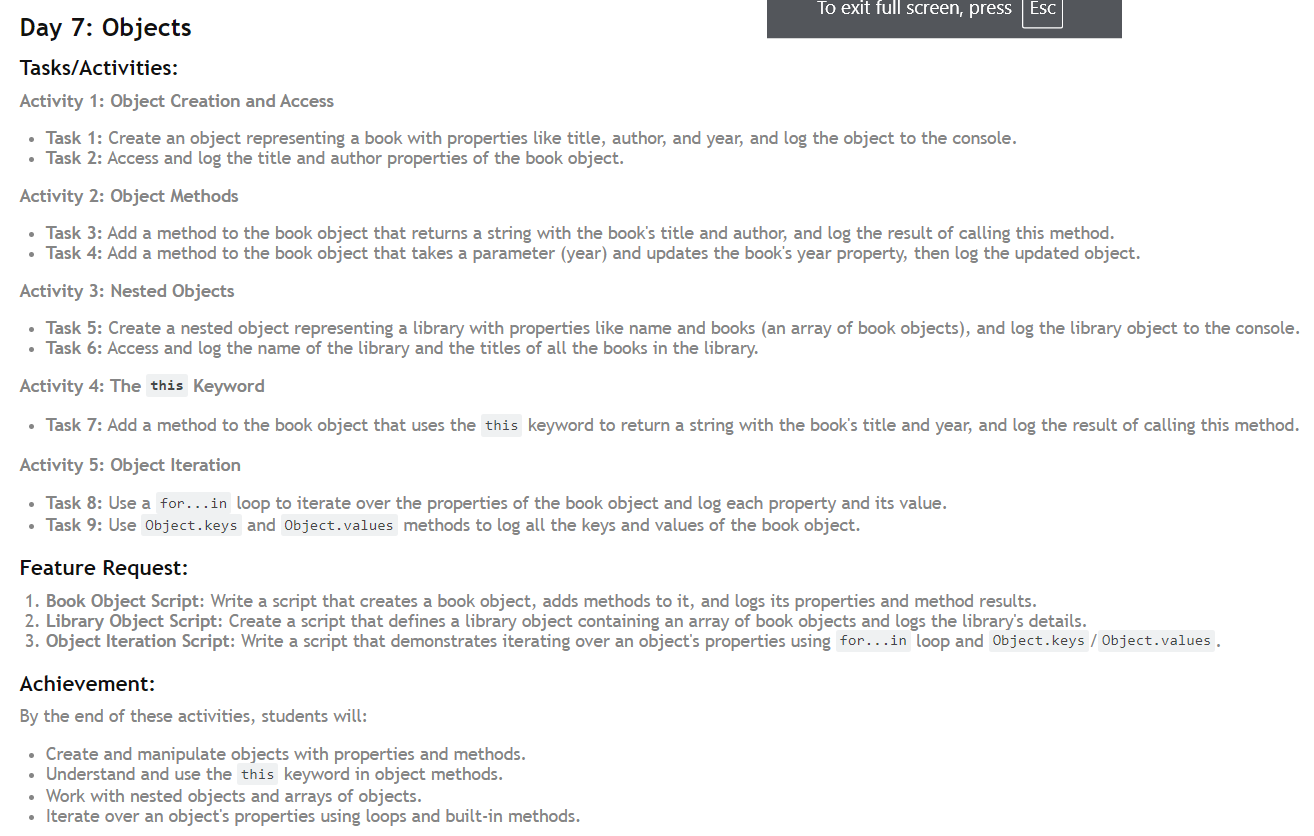 To exit full screen, press Esc
Day 7: Objects
Tasks/Activities:
Activity 1: Object Creation and Access
• Task 1: Create an object representing a book with properties like title, author, and year, and log the object to the console.
• Task 2: Access and log the title and author properties of the book object.
Activity 2: Object Methods
• Task 3: Add a method to the book object that returns a string with the book's title and author, and log the result of calling this method.
• Task 4: Add a method to the book object that takes a parameter (year) and updates the book's year property, then log the updated object.
Activity 3: Nested Objects
• Task 5: Create a nested object representing a library with properties like name and books (an array of book objects), and log the library object to the console.
• Task 6: Access and log the name of the library and the titles of all the books in the library.
Activity 4: The this Keyword
• Task 7: Add a method to the book object that uses the this keyword to return a string with the book's title and year, and log the result of calling this method.
Activity 5: Object Iteration
• Task 8: Use a for...in loop to iterate over the properties of the book object and log each property and its value.
• Task 9: Use Object.keys and Object.values methods to log all the keys and values of the book object.
Feature Request:
1. Book Object Script: Write a script that creates a book object, adds methods to it, and logs its properties and method results.
2. Library Object Script: Create a script that defines a library object containing an array of book objects and logs the library's details.
3. Object Iteration Script: Write a script that demonstrates iterating over an object's properties using for...in loop and Object.keys/Object.values.
Achievement:
By the end of these activities, students will:
• Create and manipulate objects with properties and methods.
• Understand and use the this keyword in object methods.
• Work with nested objects and arrays of objects.
• Iterate over an object's properties using loops and built-in methods.